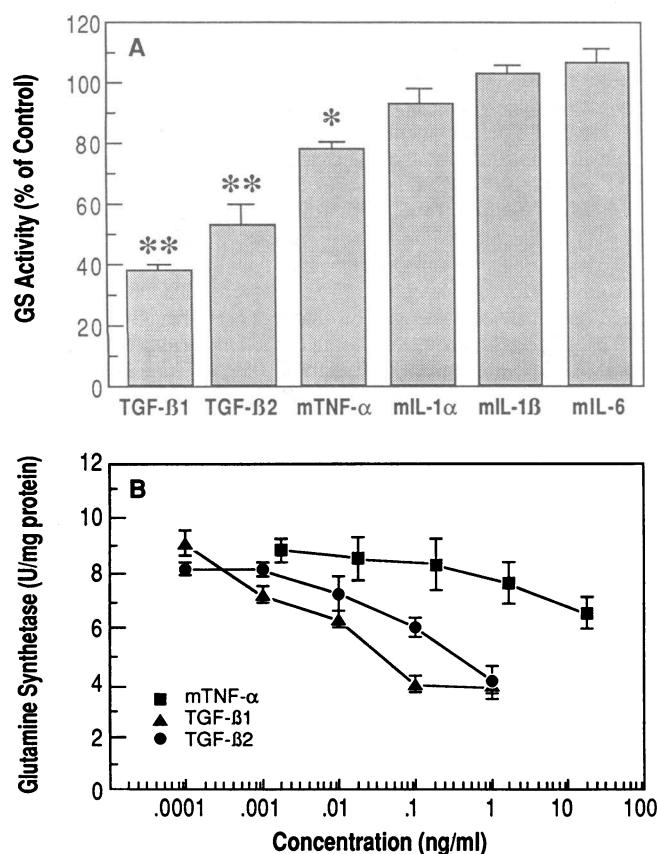 A
GS Activity (% of Control)
120
100
80
60
40
20
0
**
**
*
TGF-ß1 TGF-ß2 mTNF-α mIL-1α mIL-1ß mIL-6
B
Glutamine Synthetase (U/mg protein)
12
10
8
6
4
2
0
mTNF-α
TGF-ß1
TGF-ß2
.0001 .001 .01 .1 1 10 100
Concentration (ng/ml)